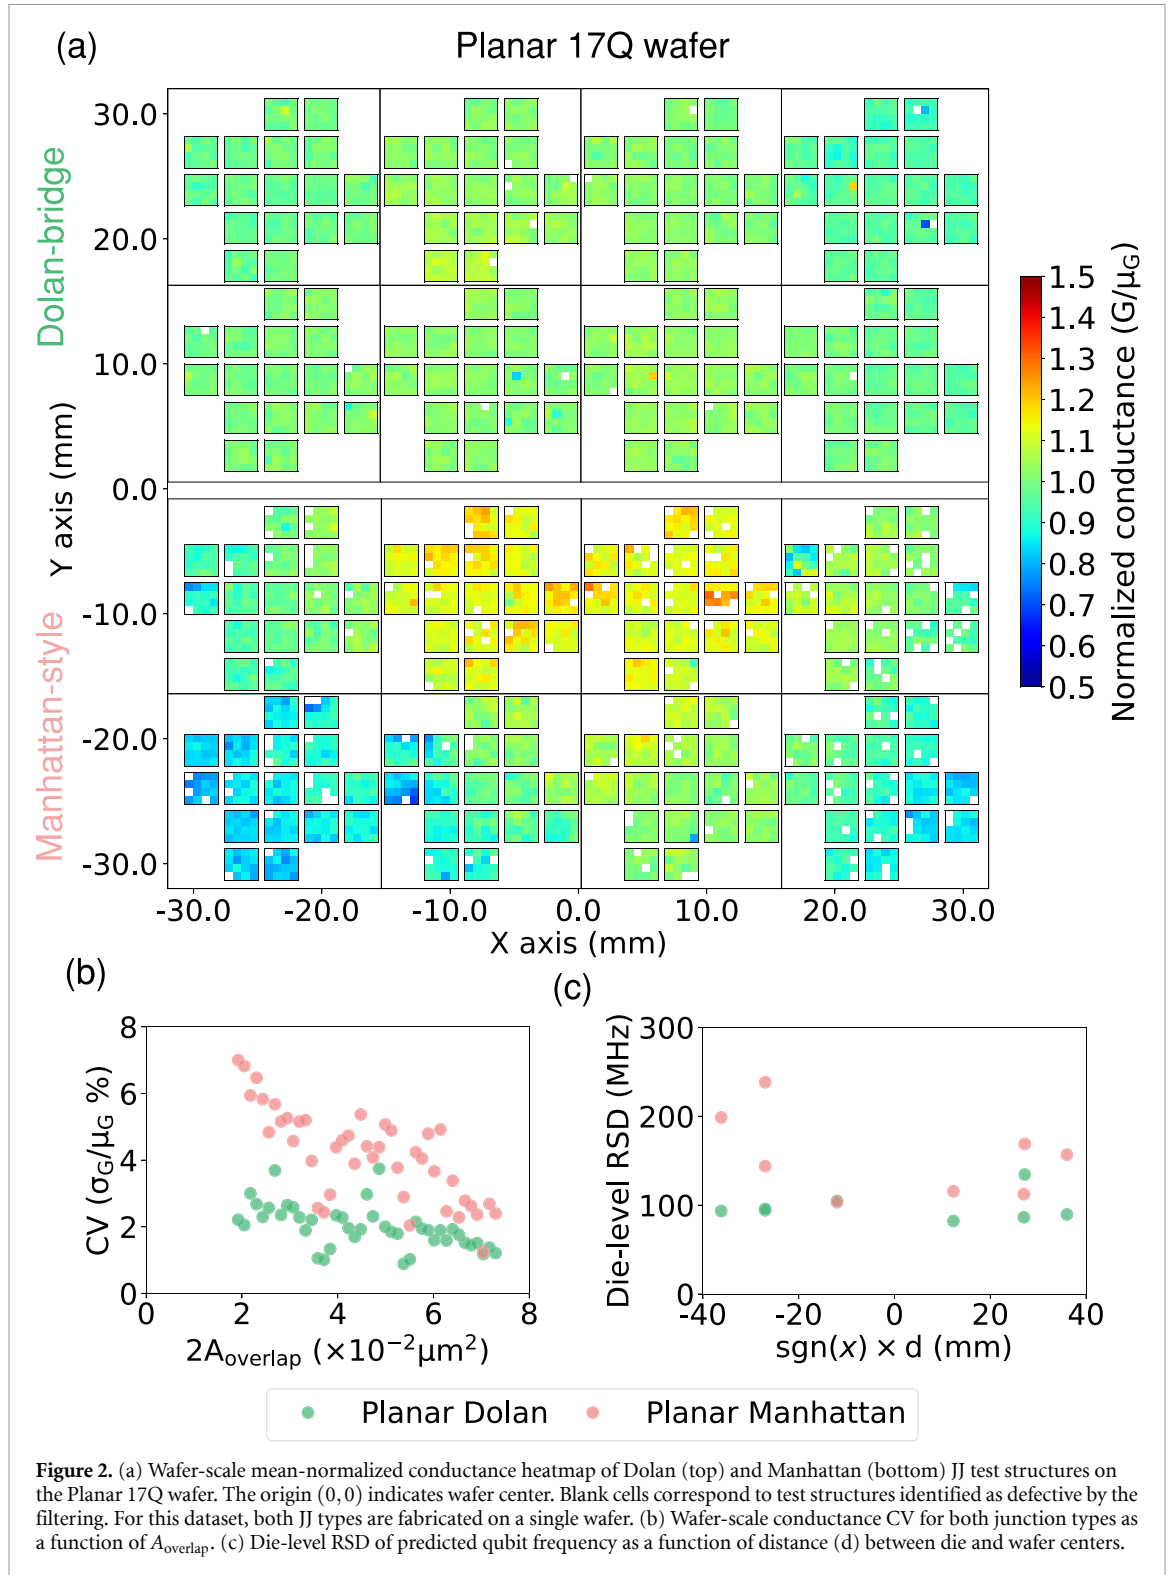 (a)
Planar 17Q wafer
Dolan-bridge
Manhattan-style
Y axis (mm)
30.0
20.0
10.0
0.0
-10.0
-20.0
-30.0
-30.0 -20.0 -10.0 0.0 10.0 20.0 30.0
X axis (mm)
1.5
1.4
1.3
1.2
1.1
1.0
0.9
0.8
0.7
0.6
0.5
Normalized conductance (G/μG)
(b)
CV (σG/μG %)
8
6
4
2
0
0 2 4 6 8
2Aoverlap (×10⁻²μm²)
(c)
Die-level RSD (MHz)
300
200
100
0
-40 -20 0 20 40
sgn(x) × d (mm)
Planar Dolan Planar Manhattan
Figure 2. (a) Wafer-scale mean-normalized conductance heatmap of Dolan (top) and Manhattan (bottom) JJ test structures on
the Planar 17Q wafer. The origin (0,0) indicates wafer center. Blank cells correspond to test structures identified as defective by the
filtering. For this dataset, both JJ types are fabricated on a single wafer. (b) Wafer-scale conductance CV for both junction types as
a function of Aoverlap. (c) Die-level RSD of predicted qubit frequency as a function of distance (d) between die and wafer centers.